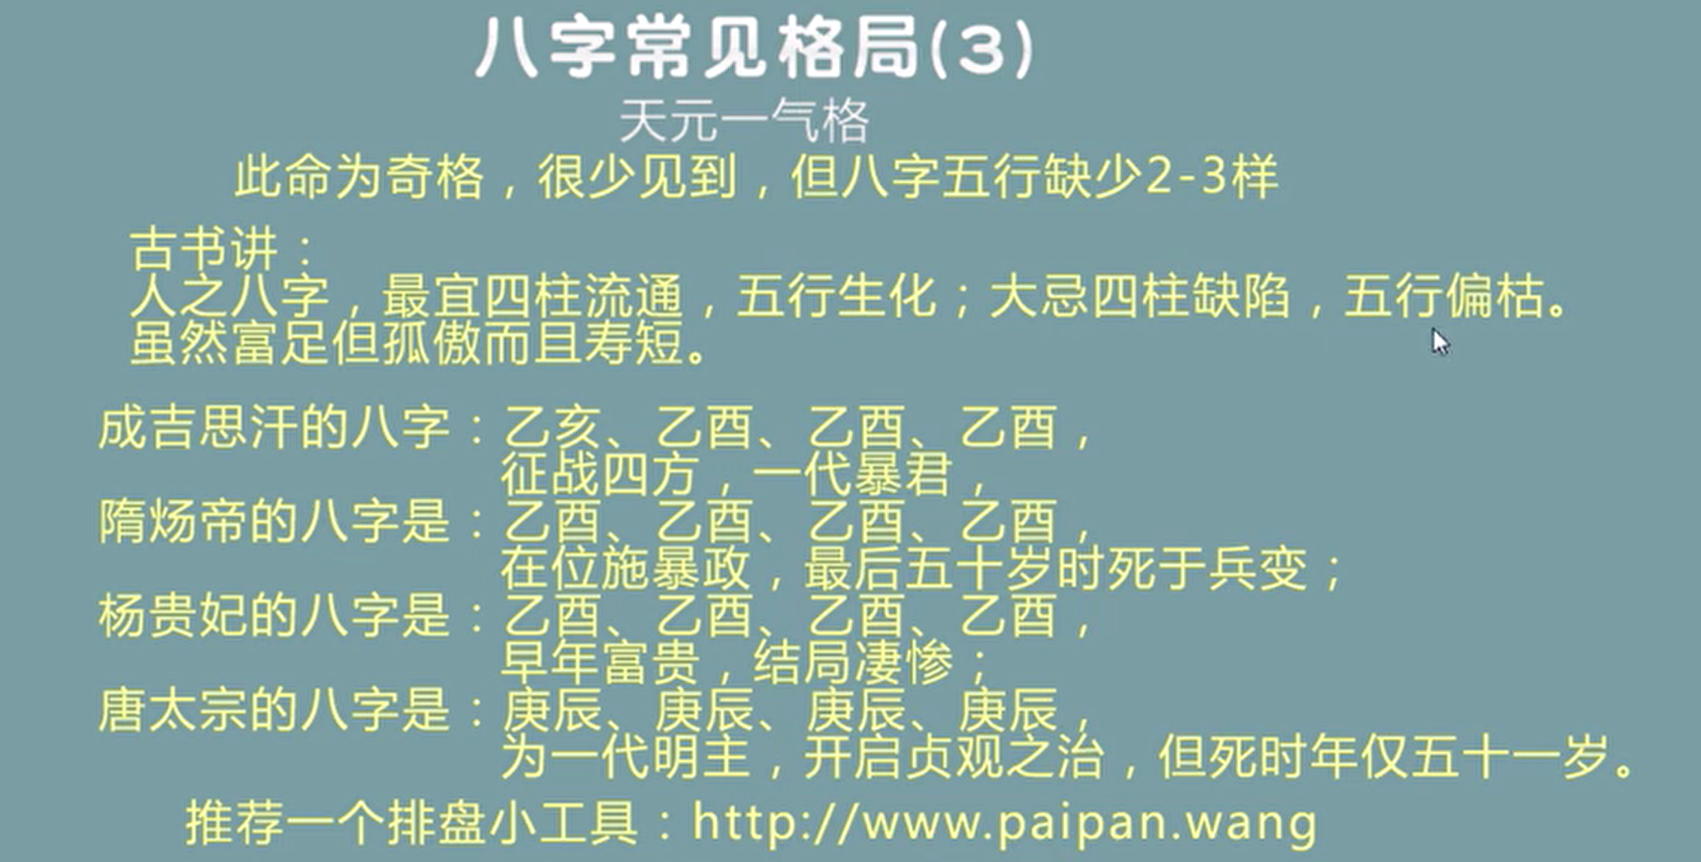 八字常见格局(3)
天元一气格
此命为奇格，很少见到，但八字五行缺少2-3样
古书讲：
人之八字，最宜四柱流通，五行生化；大忌四柱缺陷，五行偏枯。
虽然富足但孤傲而且寿短。
成吉思汗的八字：乙亥、乙酉、乙酉、乙酉，
征战四方，一代暴君，
隋炀帝的八字是：乙酉、乙酉、乙酉、乙酉，
在位施暴政，最后五十岁时死于兵变；
杨贵妃的八字是：乙酉、乙酉、乙酉、乙酉，
早年富贵，结局凄惨；
唐太宗的八字是：庚辰、庚辰、庚辰、庚辰，
为一代明主，开启贞观之治，但死时年仅五十一岁。
推荐一个排盘小工具：http://www.paipan.wang